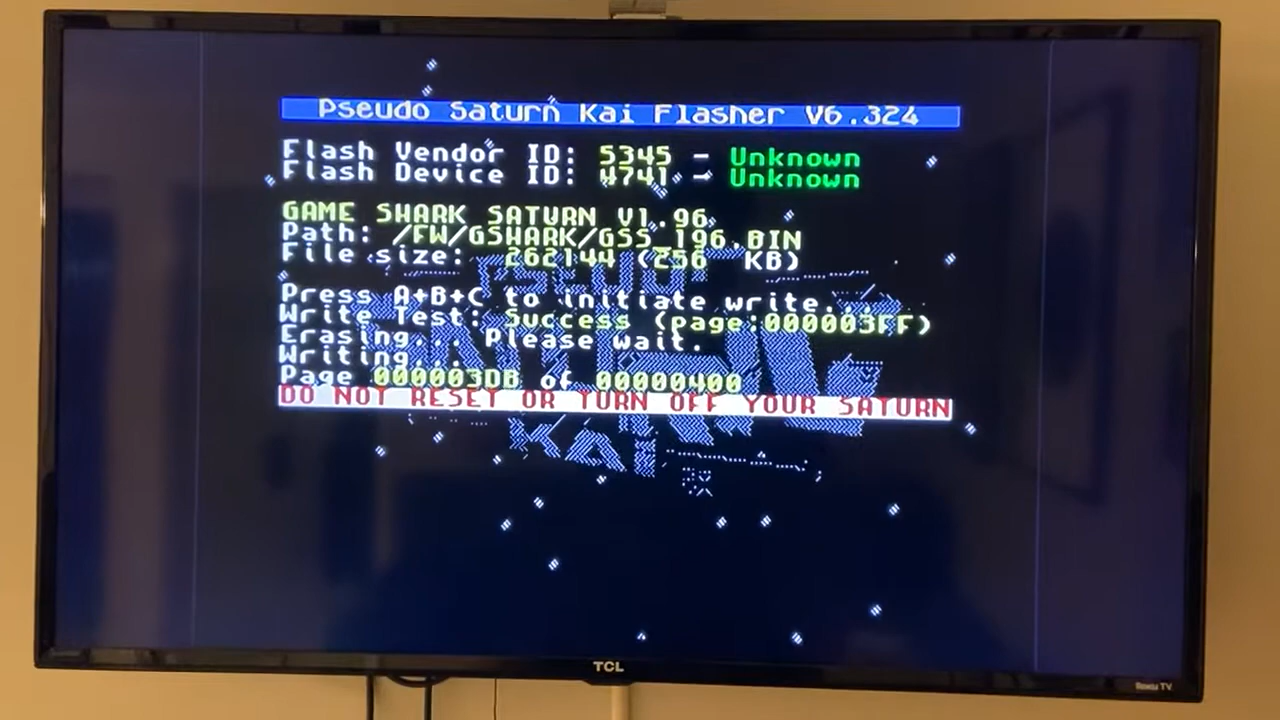 Pseudo Saturn Kai Flasher V6.324
Flash Vendor ID: 5345 - Unknown
Flash Device ID: 4741 - Unknown
GAME SHARK SATURN V1.96
Path: /FW/GSHARK/GSS_196.BIN
File size: 262144 (256 KB)
Press A+B+C to initiate write...
Write Test: Success (page:000003FF)
Erasing... Please wait.
Writing...
Page 000003DB of 00000400
DO NOT RESET OR TURN OFF YOUR SATURN
KAI
TCL
Roku TV